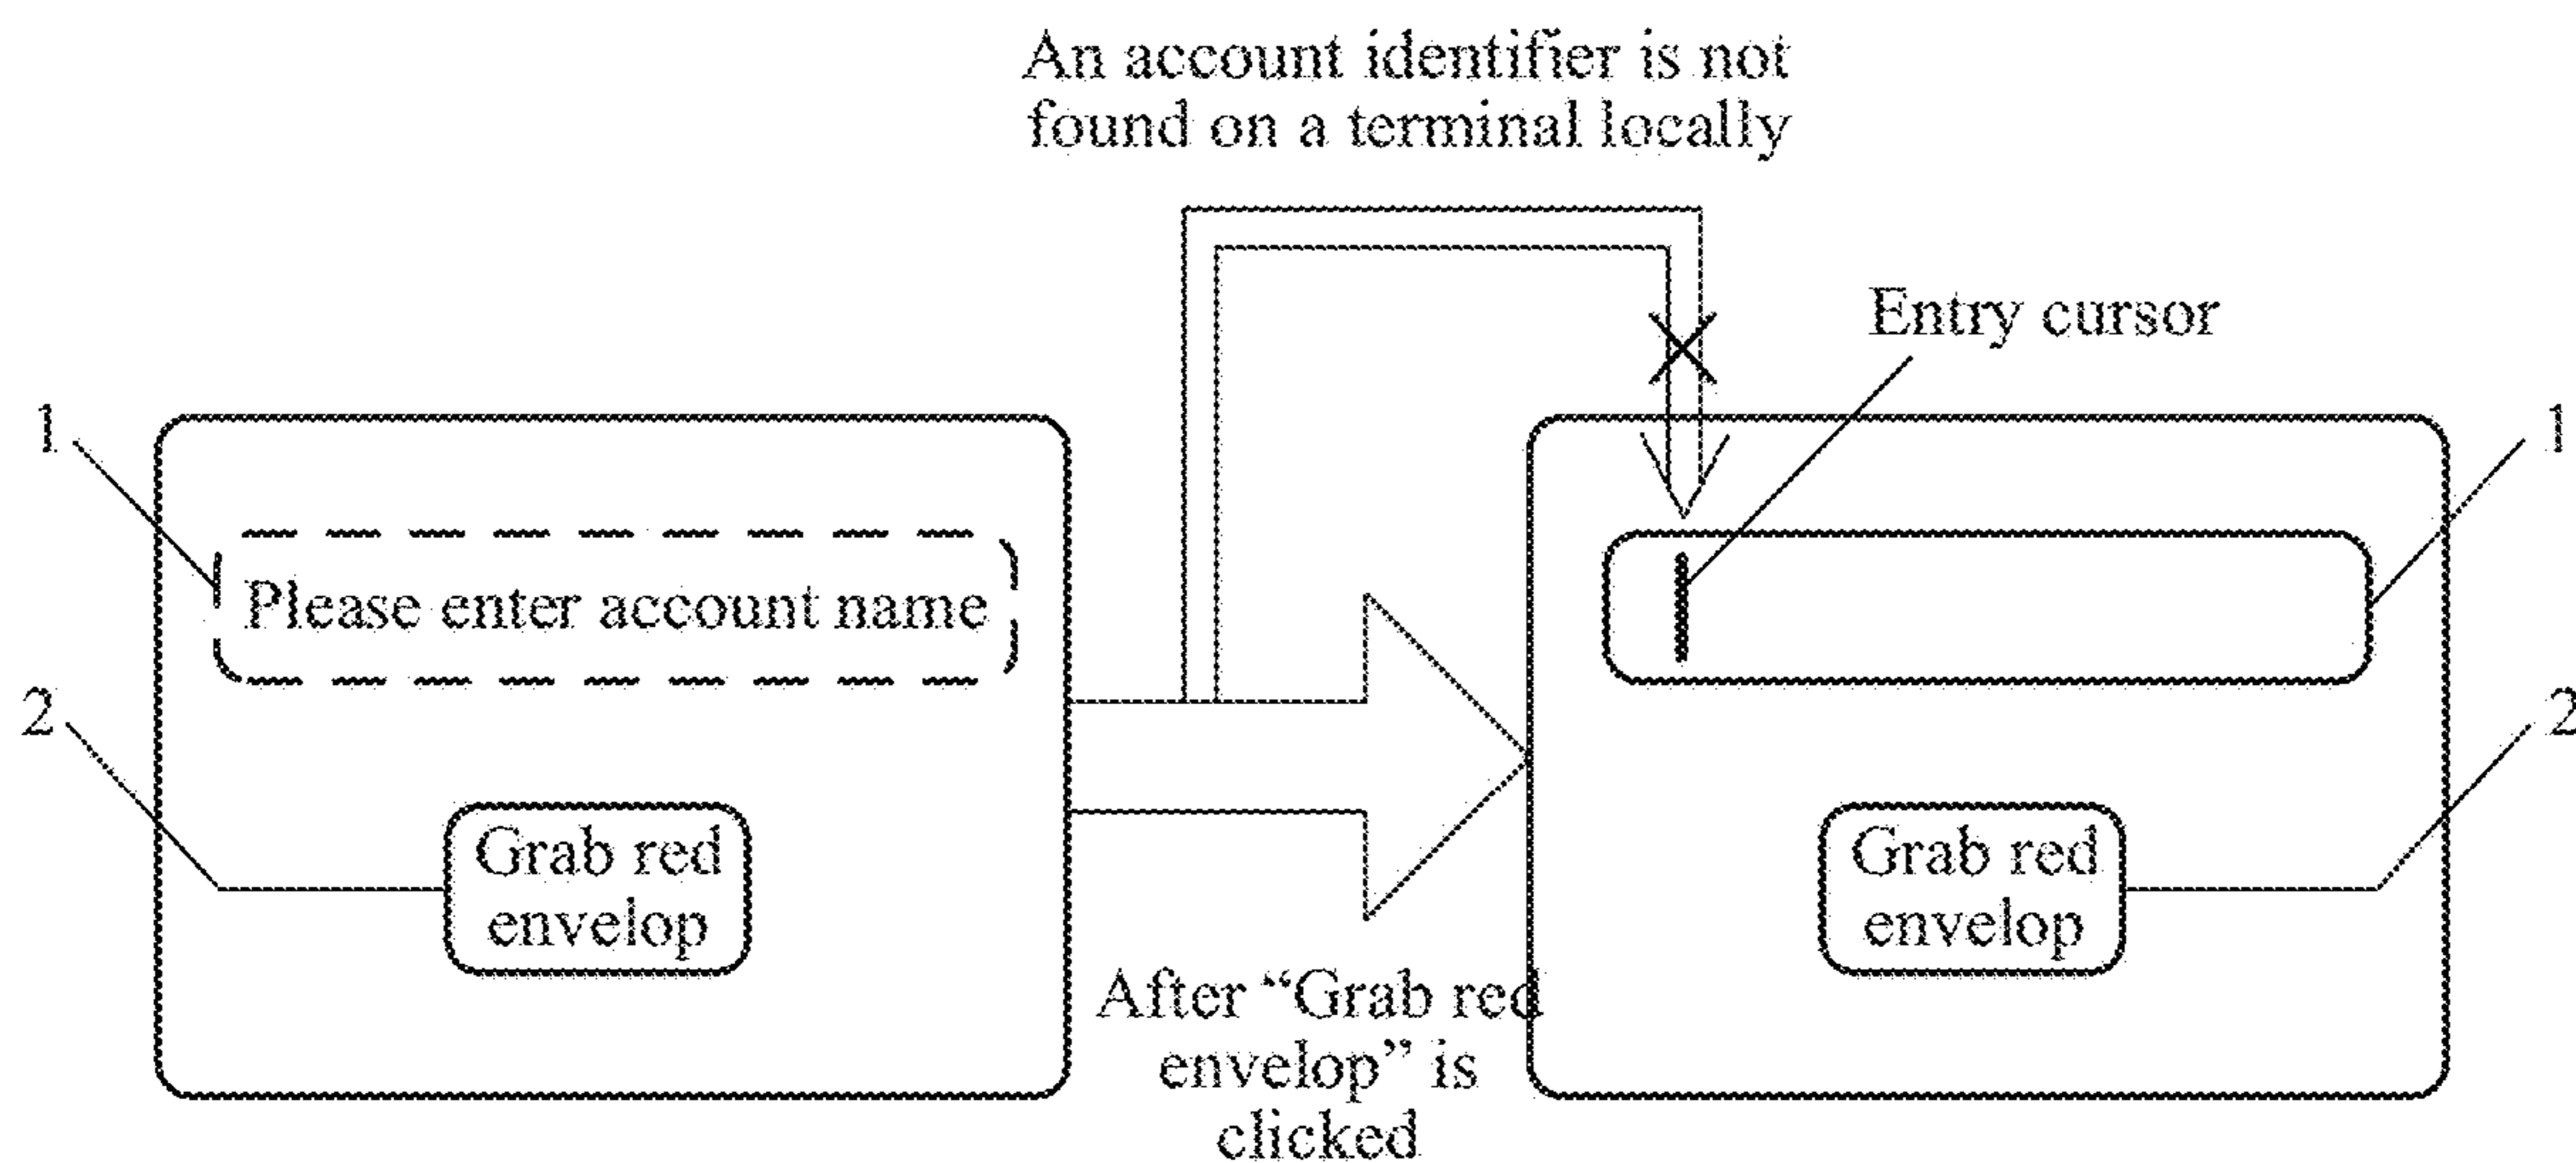 An account identifier is not
found on a terminal locally
Entry cursor
1
1
Please enter account name
2
2
Grab red
envelop
Grab red
envelop
After “Grab red
envelop” is
clicked